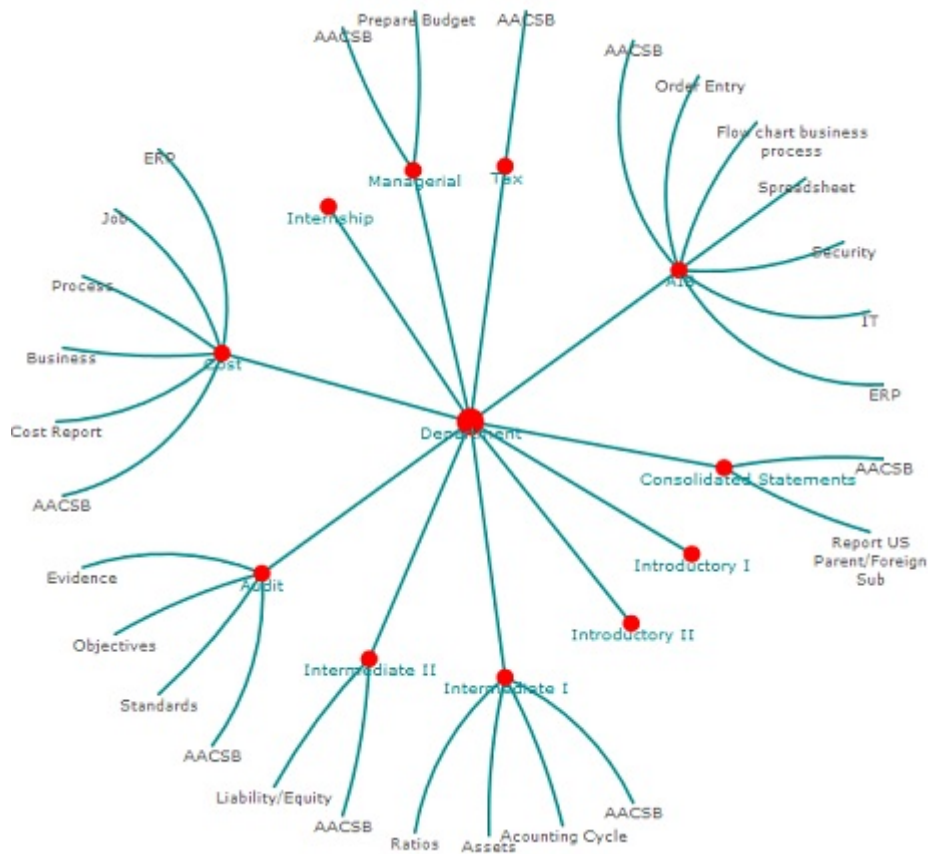 Prepare Budget
AACSB
AACSB
AACSB
Order Entry
Flow chart business
process
ERP
Managerial
Tax
Spreadsheet
Job
Internship
Security
Process
AIS
IT
Business
Cost
ERP
Cost Report
Department
AACSB
Consolidated Statements
AACSB
Report US
Parent/Foreign
Sub
Evidence
Audit
Introductory I
Objectives
Introductory II
Intermediate II
Intermediate I
Standards
AACSB
Liability/Equity
AACSB
AACSB
Ratios
Assets
Acounting Cycle